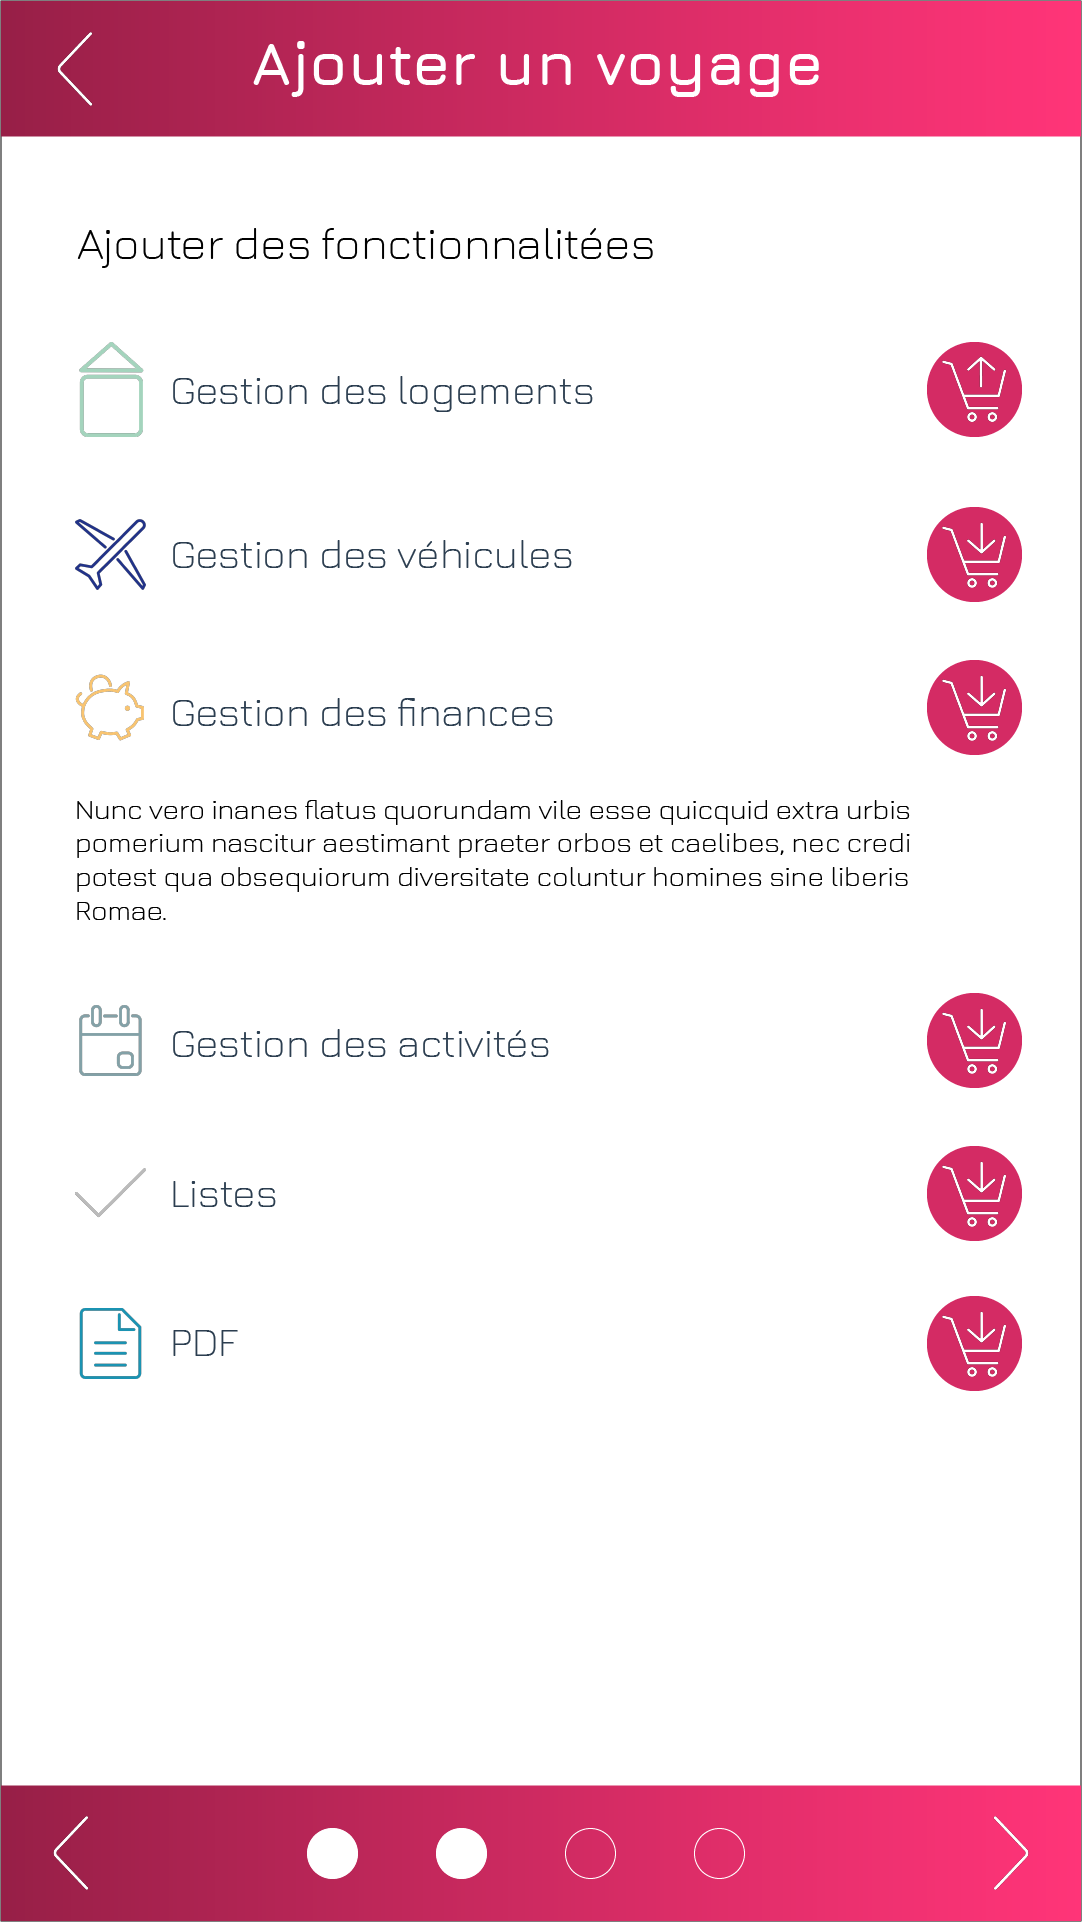 Ajouter un voyage
Ajouter des fonctionnalitées
Gestion des logements
Gestion des véhicules
Gestion des finances
Nunc vero inanes flatus quorundam vile esse quicquid extra urbis
pomerium nascitur aestimant praeter orbos et caelibes, nec credi
potest qua obsequiorum diversitate coluntur homines sine liberis
Romae.
Gestion des activités
Listes
PDF